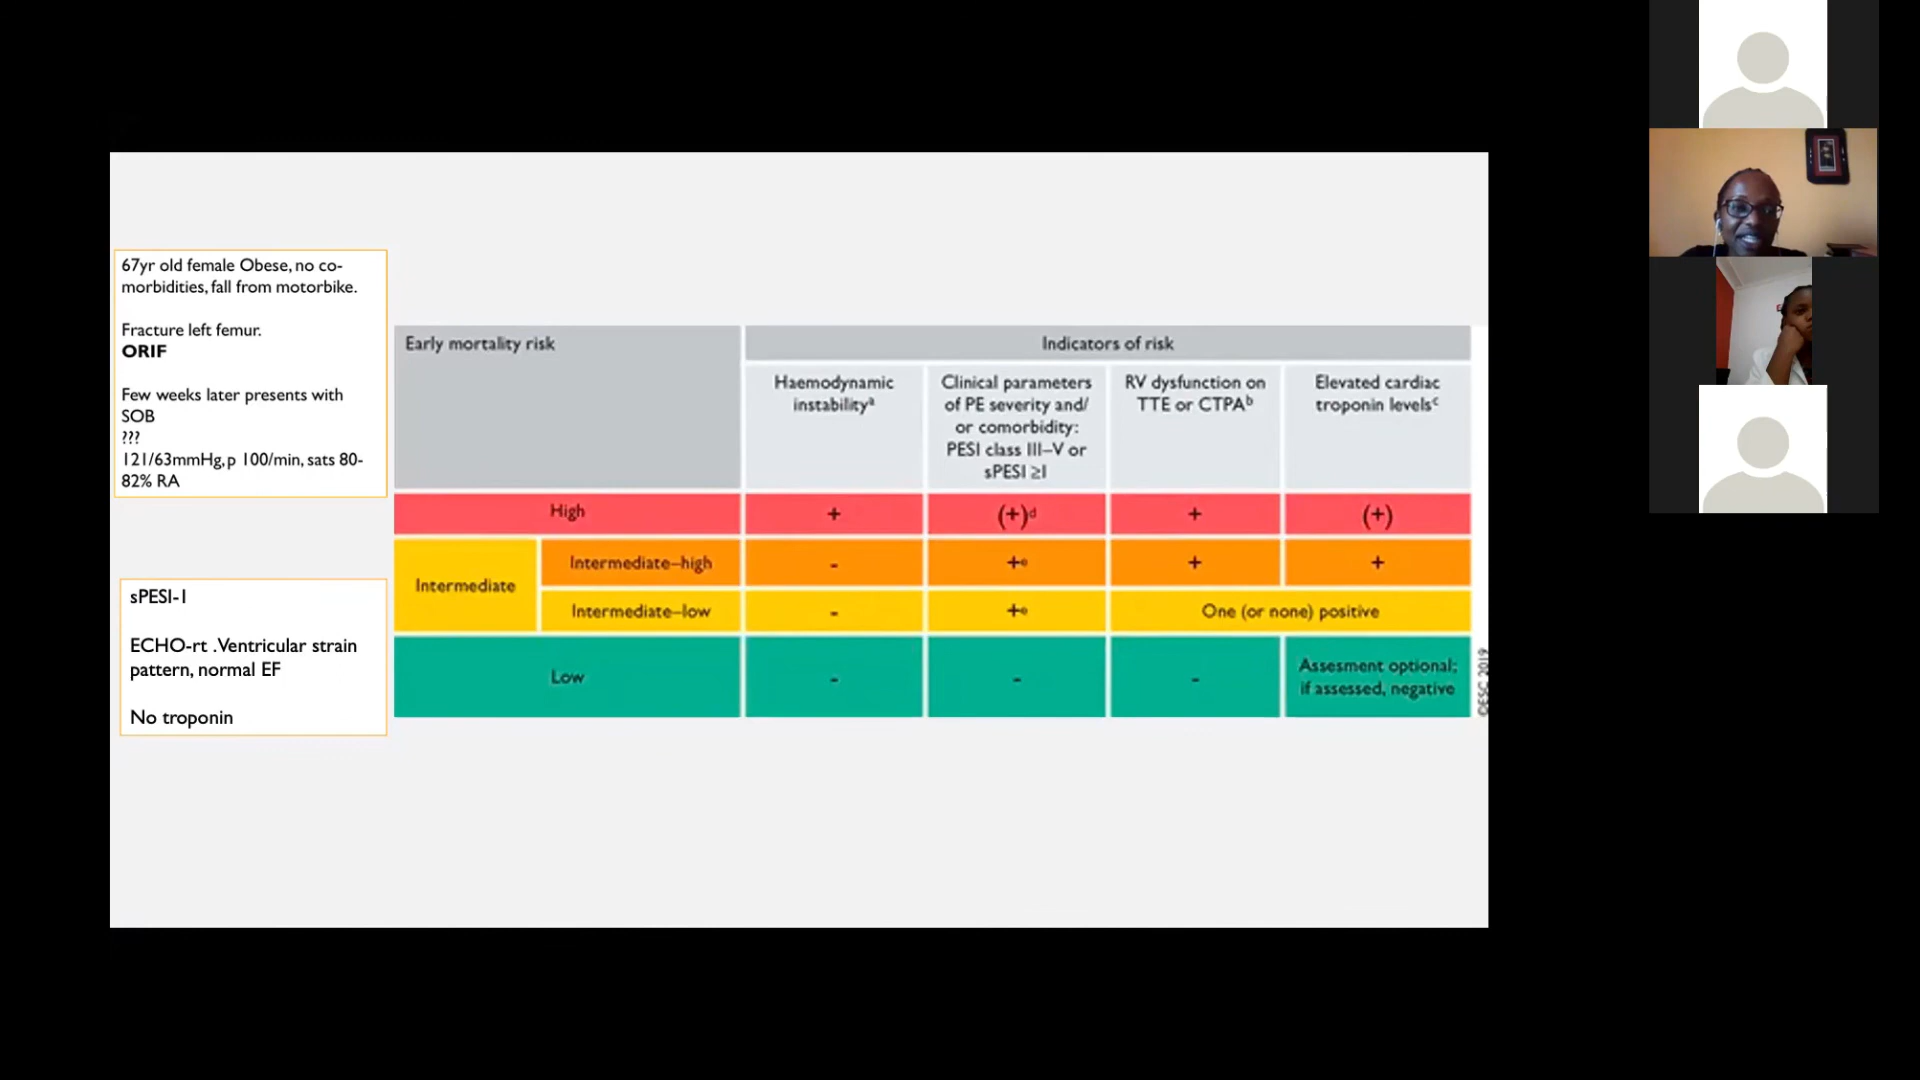 67yr old female Obese, no co-
morbidities, fall from motorbike.
Fracture left femur.
ORIF
Few weeks later presents with
SOB
???
121/63mmHg, p 100/min, sats 80-
82% RA
sPESI-1
ECHO-rt .Ventricular strain
pattern, normal EF
No troponin
Early mortality risk
Indicators of risk
Haemodynamic
instabilityᵃ
Clinical parameters
of PE severity and/
or comorbidity:
PESI class III–V or
sPESI ≥I
RV dysfunction on
TTE or CTPAᵇ
Elevated cardiac
troponin levelsᶜ
High
+
(+)ᵈ
+
(+)
Intermediate
Intermediate–high
-
+ᵉ
+
+
Intermediate–low
-
+ᵉ
One (or none) positive
Low
-
-
-
Assesment optional;
if assessed, negative
©ESC 2019